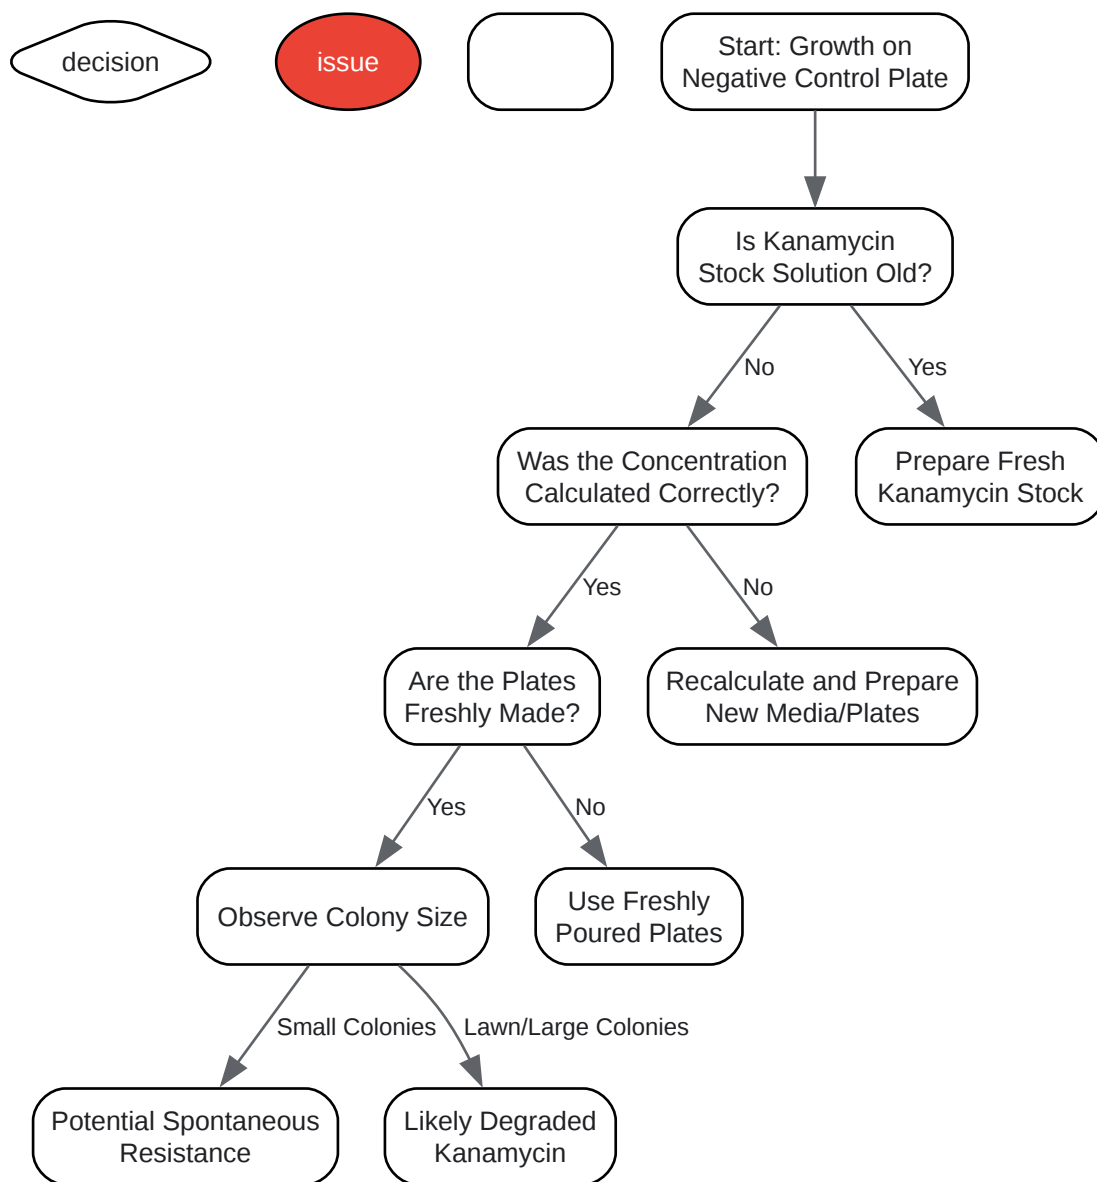 decision
issue
Start: Growth on
Negative Control Plate
Is Kanamycin
Stock Solution Old?
No
Yes
Was the Concentration
Calculated Correctly?
Prepare Fresh
Kanamycin Stock
Yes
No
Are the Plates
Freshly Made?
Recalculate and Prepare
New Media/Plates
Yes
No
Observe Colony Size
Use Freshly
Poured Plates
Small Colonies
Lawn/Large Colonies
Potential Spontaneous
Resistance
Likely Degraded
Kanamycin